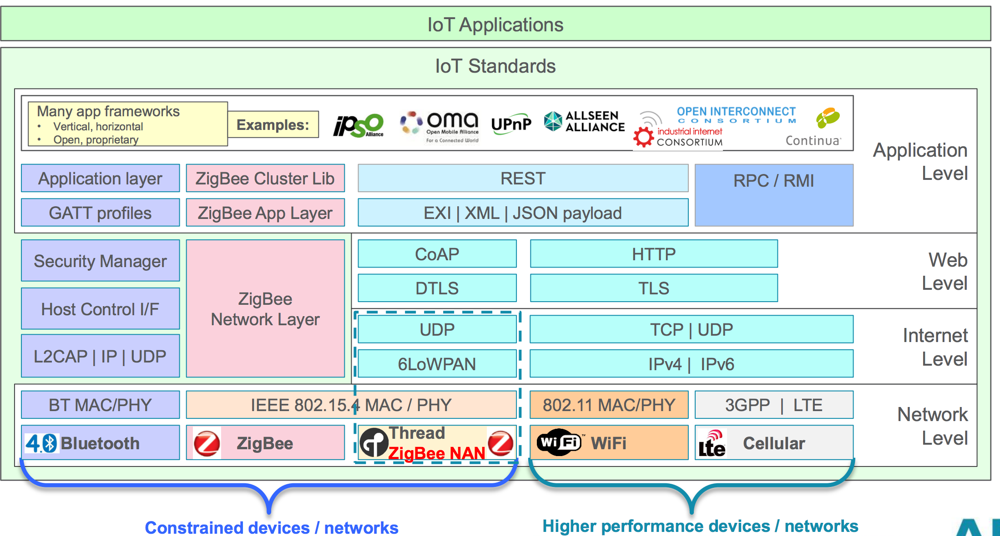 IoT Applications
IoT Standards
Many app frameworks
• Vertical, horizontal
• Open, proprietary
Examples:
ipso
Alliance
oma
Open Mobile Alliance
For a Connected World
UPnP
ALLSEEN
ALLIANCE
OPEN INTERCONNECT
CONSORTIUM
industrial internet
CONSORTIUM
Continua
Application
Level
Application layer
ZigBee Cluster Lib
REST
RPC / RMI
GATT profiles
ZigBee App Layer
EXI | XML | JSON payload
Security Manager
Host Control I/F
L2CAP | IP | UDP
ZigBee
Network Layer
CoAP
HTTP
DTLS
TLS
Web
Level
UDP
TCP | UDP
6LoWPAN
IPv4 | IPv6
Internet
Level
BT MAC/PHY
IEEE 802.15.4 MAC / PHY
802.11 MAC/PHY
3GPP | LTE
Network
Level
4.0 Bluetooth
ZigBee
Thread
ZigBee NAN
WiFi™ WiFi
Lte Cellular
Constrained devices / networks
Higher performance devices / networks